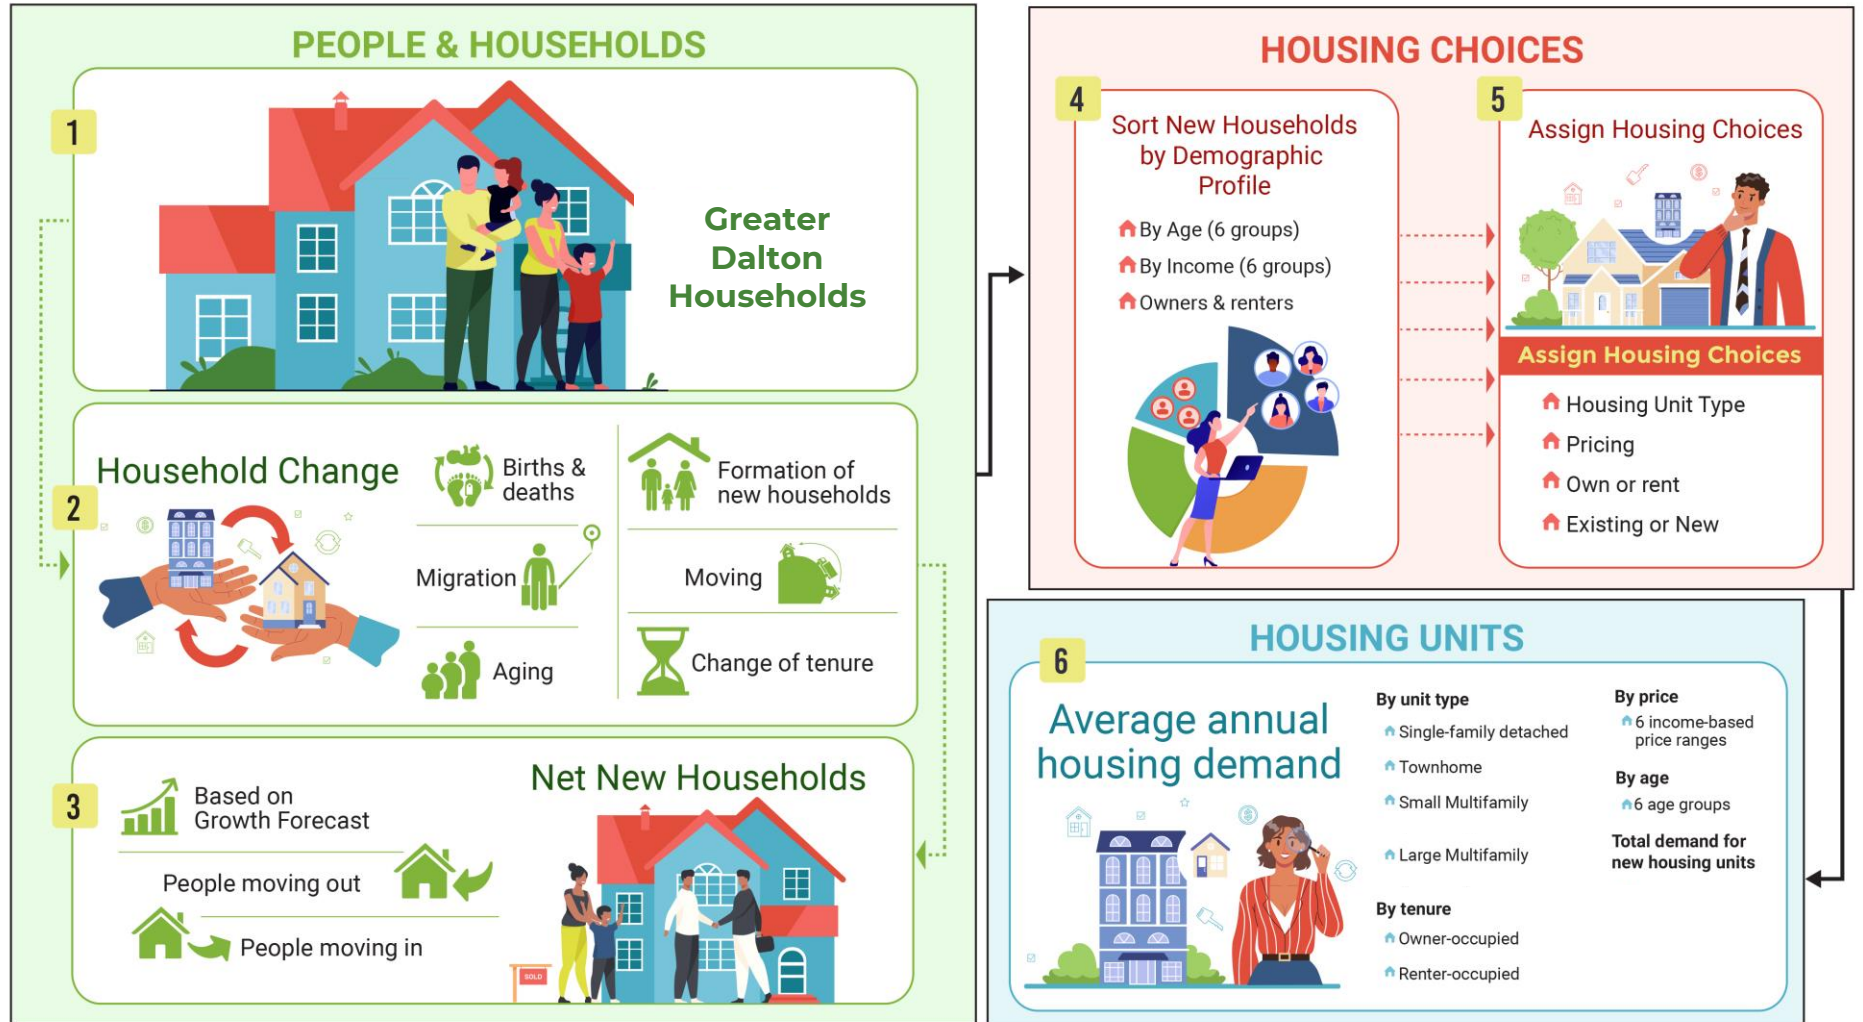 PEOPLE & HOUSEHOLDS
1
Greater
Dalton
Households
2
Household Change
Births &
deaths
Migration
Aging
Formation of
new households
Moving
Change of tenure
3
Based on
Growth Forecast
People moving out
People moving in
Net New Households
SOLD
HOUSING CHOICES
4
Sort New Households
by Demographic
Profile
By Age (6 groups)
By Income (6 groups)
Owners & renters
5
Assign Housing Choices
Assign Housing Choices
Housing Unit Type
Pricing
Own or rent
Existing or New
HOUSING UNITS
6
Average annual
housing demand
By unit type
Single-family detached
Townhome
Small Multifamily
Large Multifamily
By tenure
Owner-occupied
Renter-occupied
By price
6 income-based
price ranges
By age
6 age groups
Total demand for
new housing units